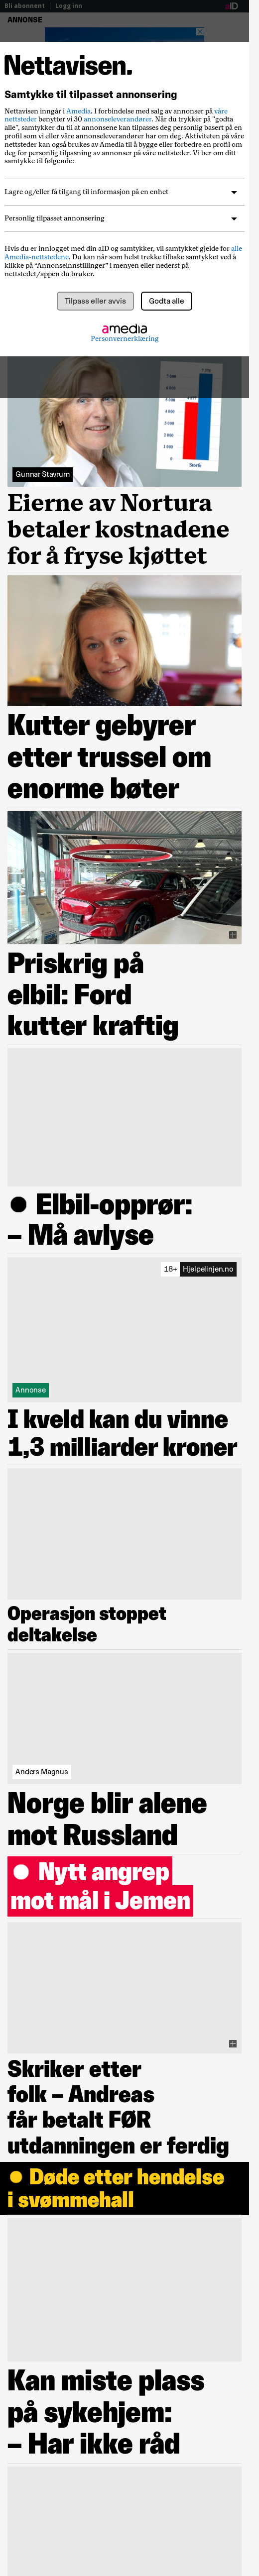 Bli abonnent | Logg inn
aID
ANNONSE
Nettavisen.
Samtykke til tilpasset annonsering
Nettavisen inngår i Amedia. I forbindelse med salg av annonser på våre
nettsteder benytter vi 30 annonseleverandører. Når du trykker på "godta
alle", samtykker du til at annonsene kan tilpasses deg personlig basert på din
profil som vi eller våre annonseleverandører har om deg. Aktiviteten på våre
nettsteder kan også brukes av Amedia til å bygge eller forbedre en profil om
deg for personlig tilpasning av annonser på våre nettsteder. Vi ber om ditt
samtykke til følgende:
Lagre og/eller få tilgang til informasjon på en enhet
Personlig tilpasset annonsering
Hvis du er innlogget med din aID og samtykker, vil samtykket gjelde for alle
Amedia-nettstedene. Du kan når som helst trekke tilbake samtykket ved å
klikke på “Annonseinnstillinger” i menyen eller nederst på
nettstedet/appen du bruker.
Tilpass eller avvis
Godta alle
amedia
Personvernerklæring
Gunnar Stavrum
Eierne av Nortura
betaler kostnadene
for å fryse kjøttet
Kutter gebyrer
etter trussel om
enorme bøter
Priskrig på
elbil: Ford
kutter kraftig
● Elbil-opprør:
– Må avlyse
18+ Hjelpelinjen.no
Annonse
I kveld kan du vinne
1,3 milliarder kroner
Operasjon stoppet
deltakelse
Anders Magnus
Norge blir alene
mot Russland
● Nytt angrep
mot mål i Jemen
Skriker etter
folk – Andreas
får betalt FØR
utdanningen er ferdig
● Døde etter hendelse
i svømmehall
Kan miste plass
på sykehjem:
– Har ikke råd